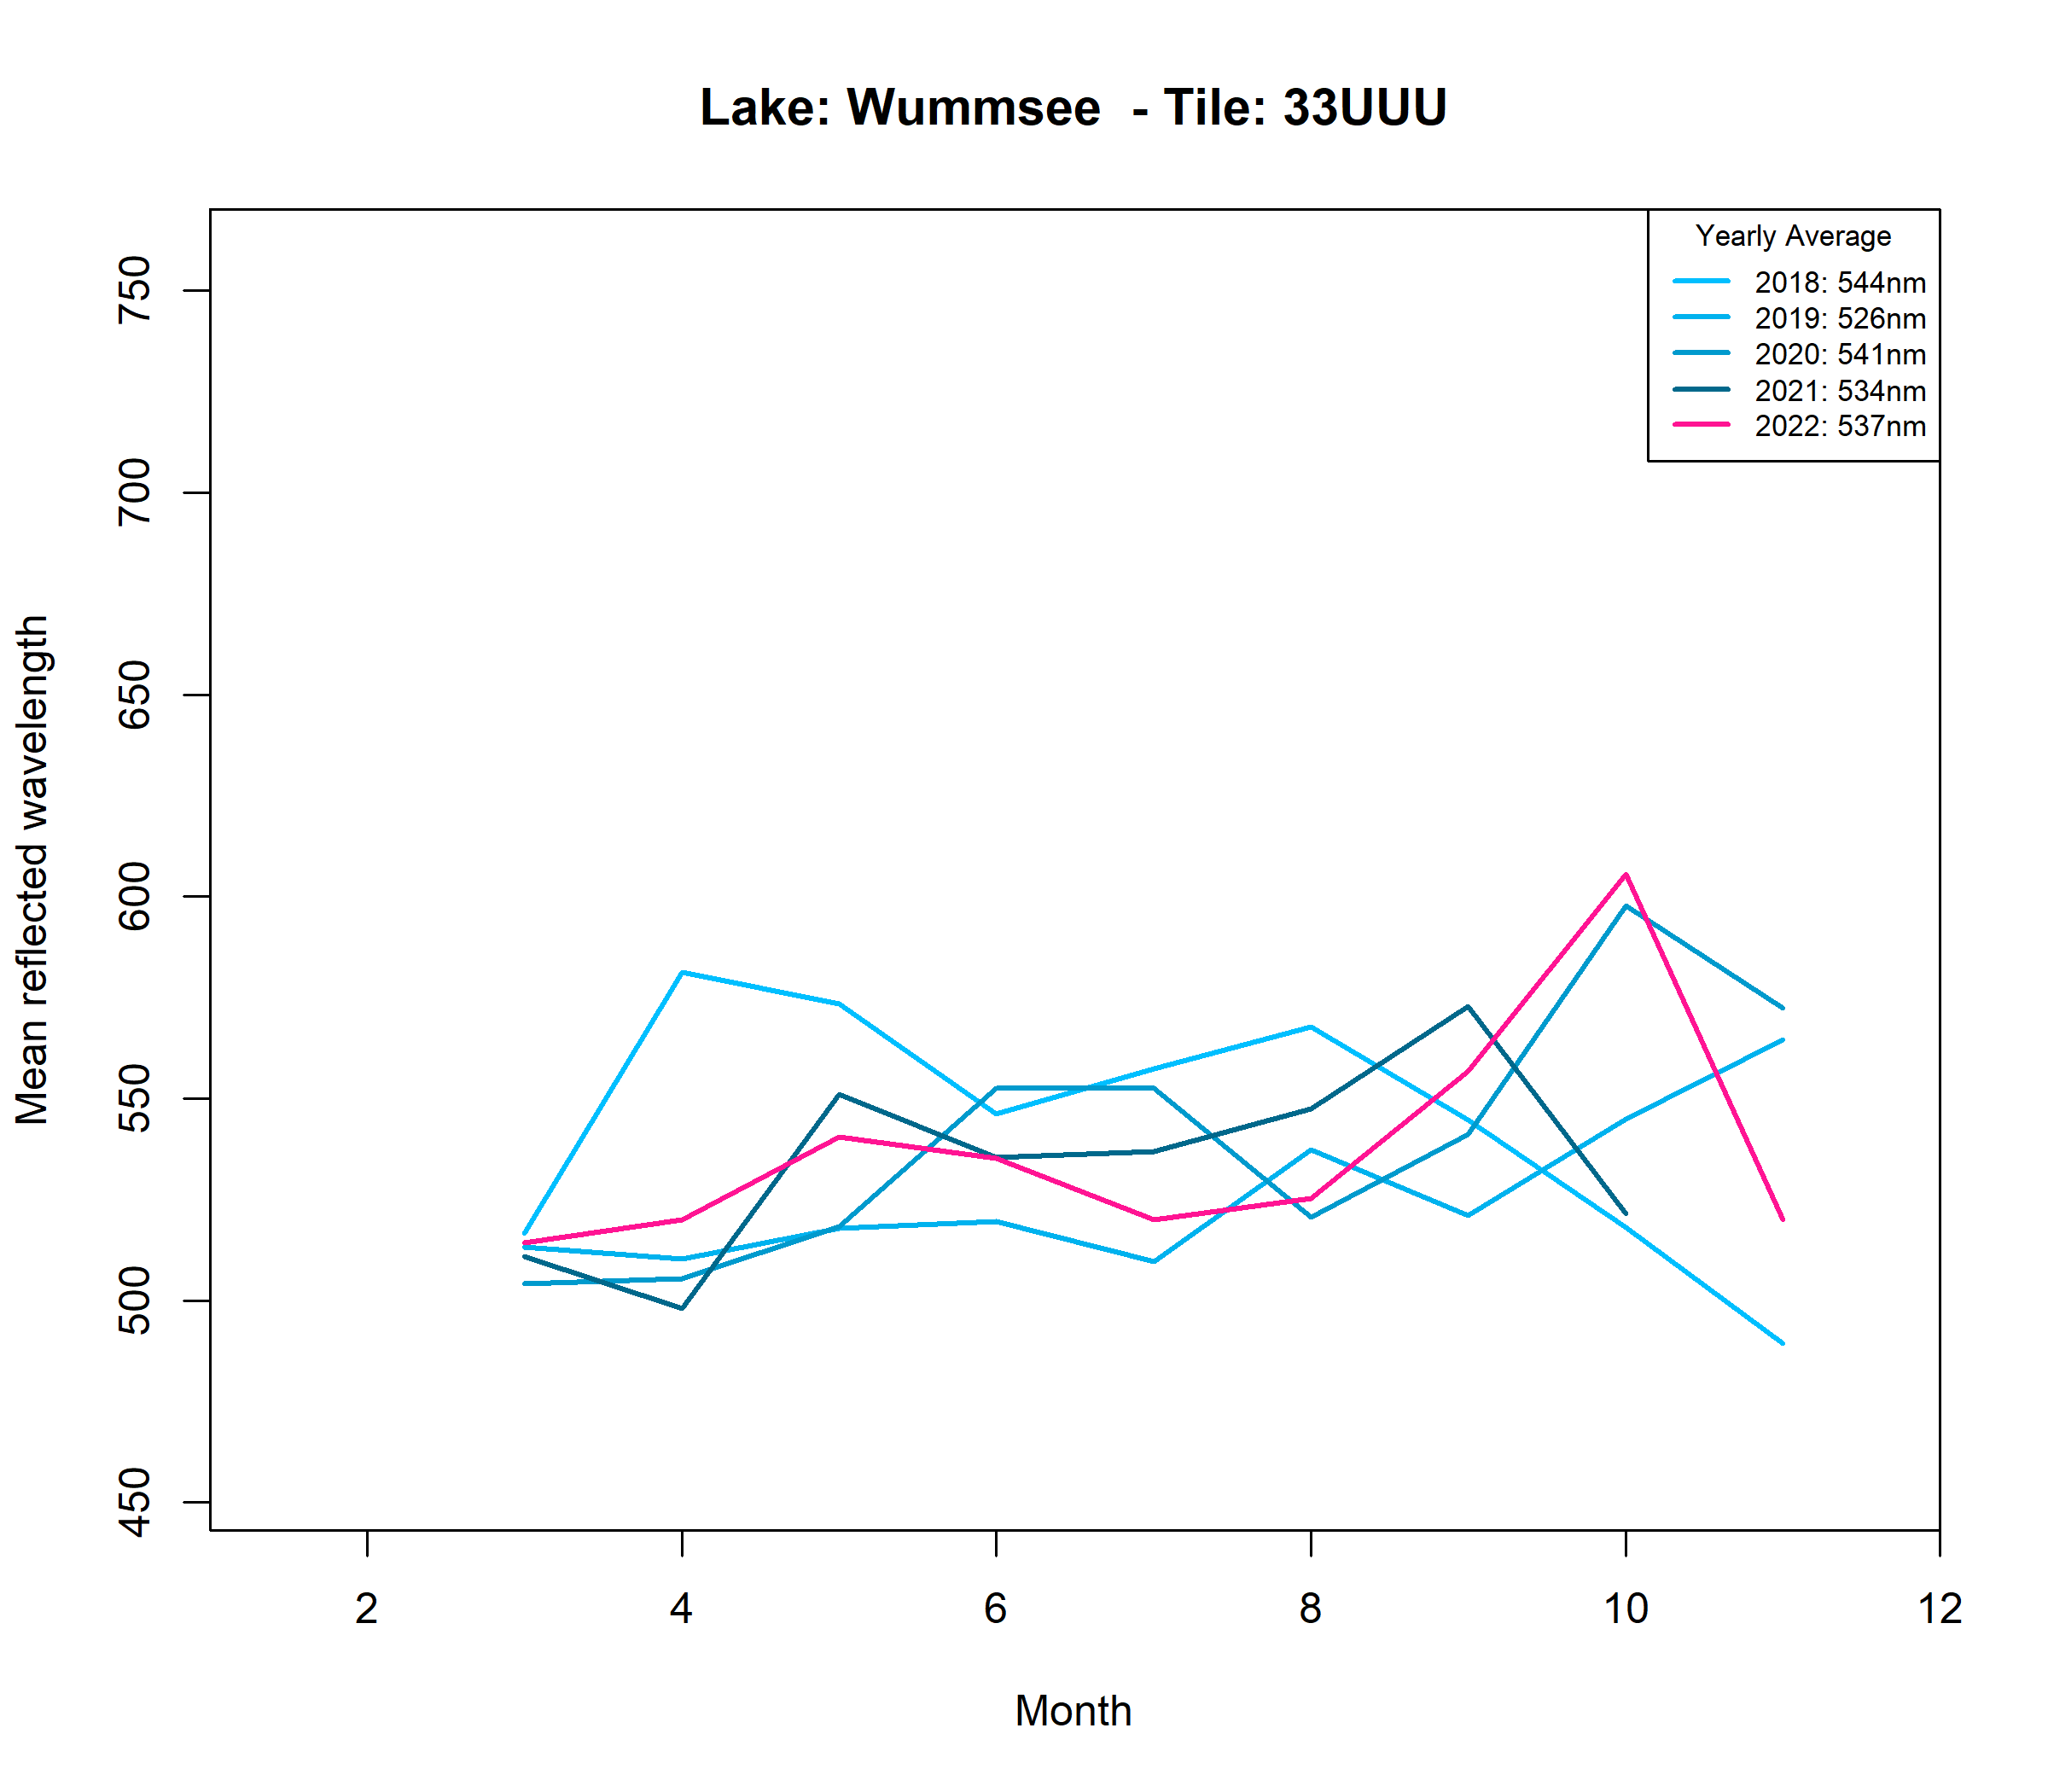 Lake: Wummsee  - Tile: 33UUU
Yearly Average
2018: 544nm
2019: 526nm
2020: 541nm
2021: 534nm
2022: 537nm
Mean reflected wavelength
750
700
650
600
550
500
450
2 4 6 8 10 12
Month